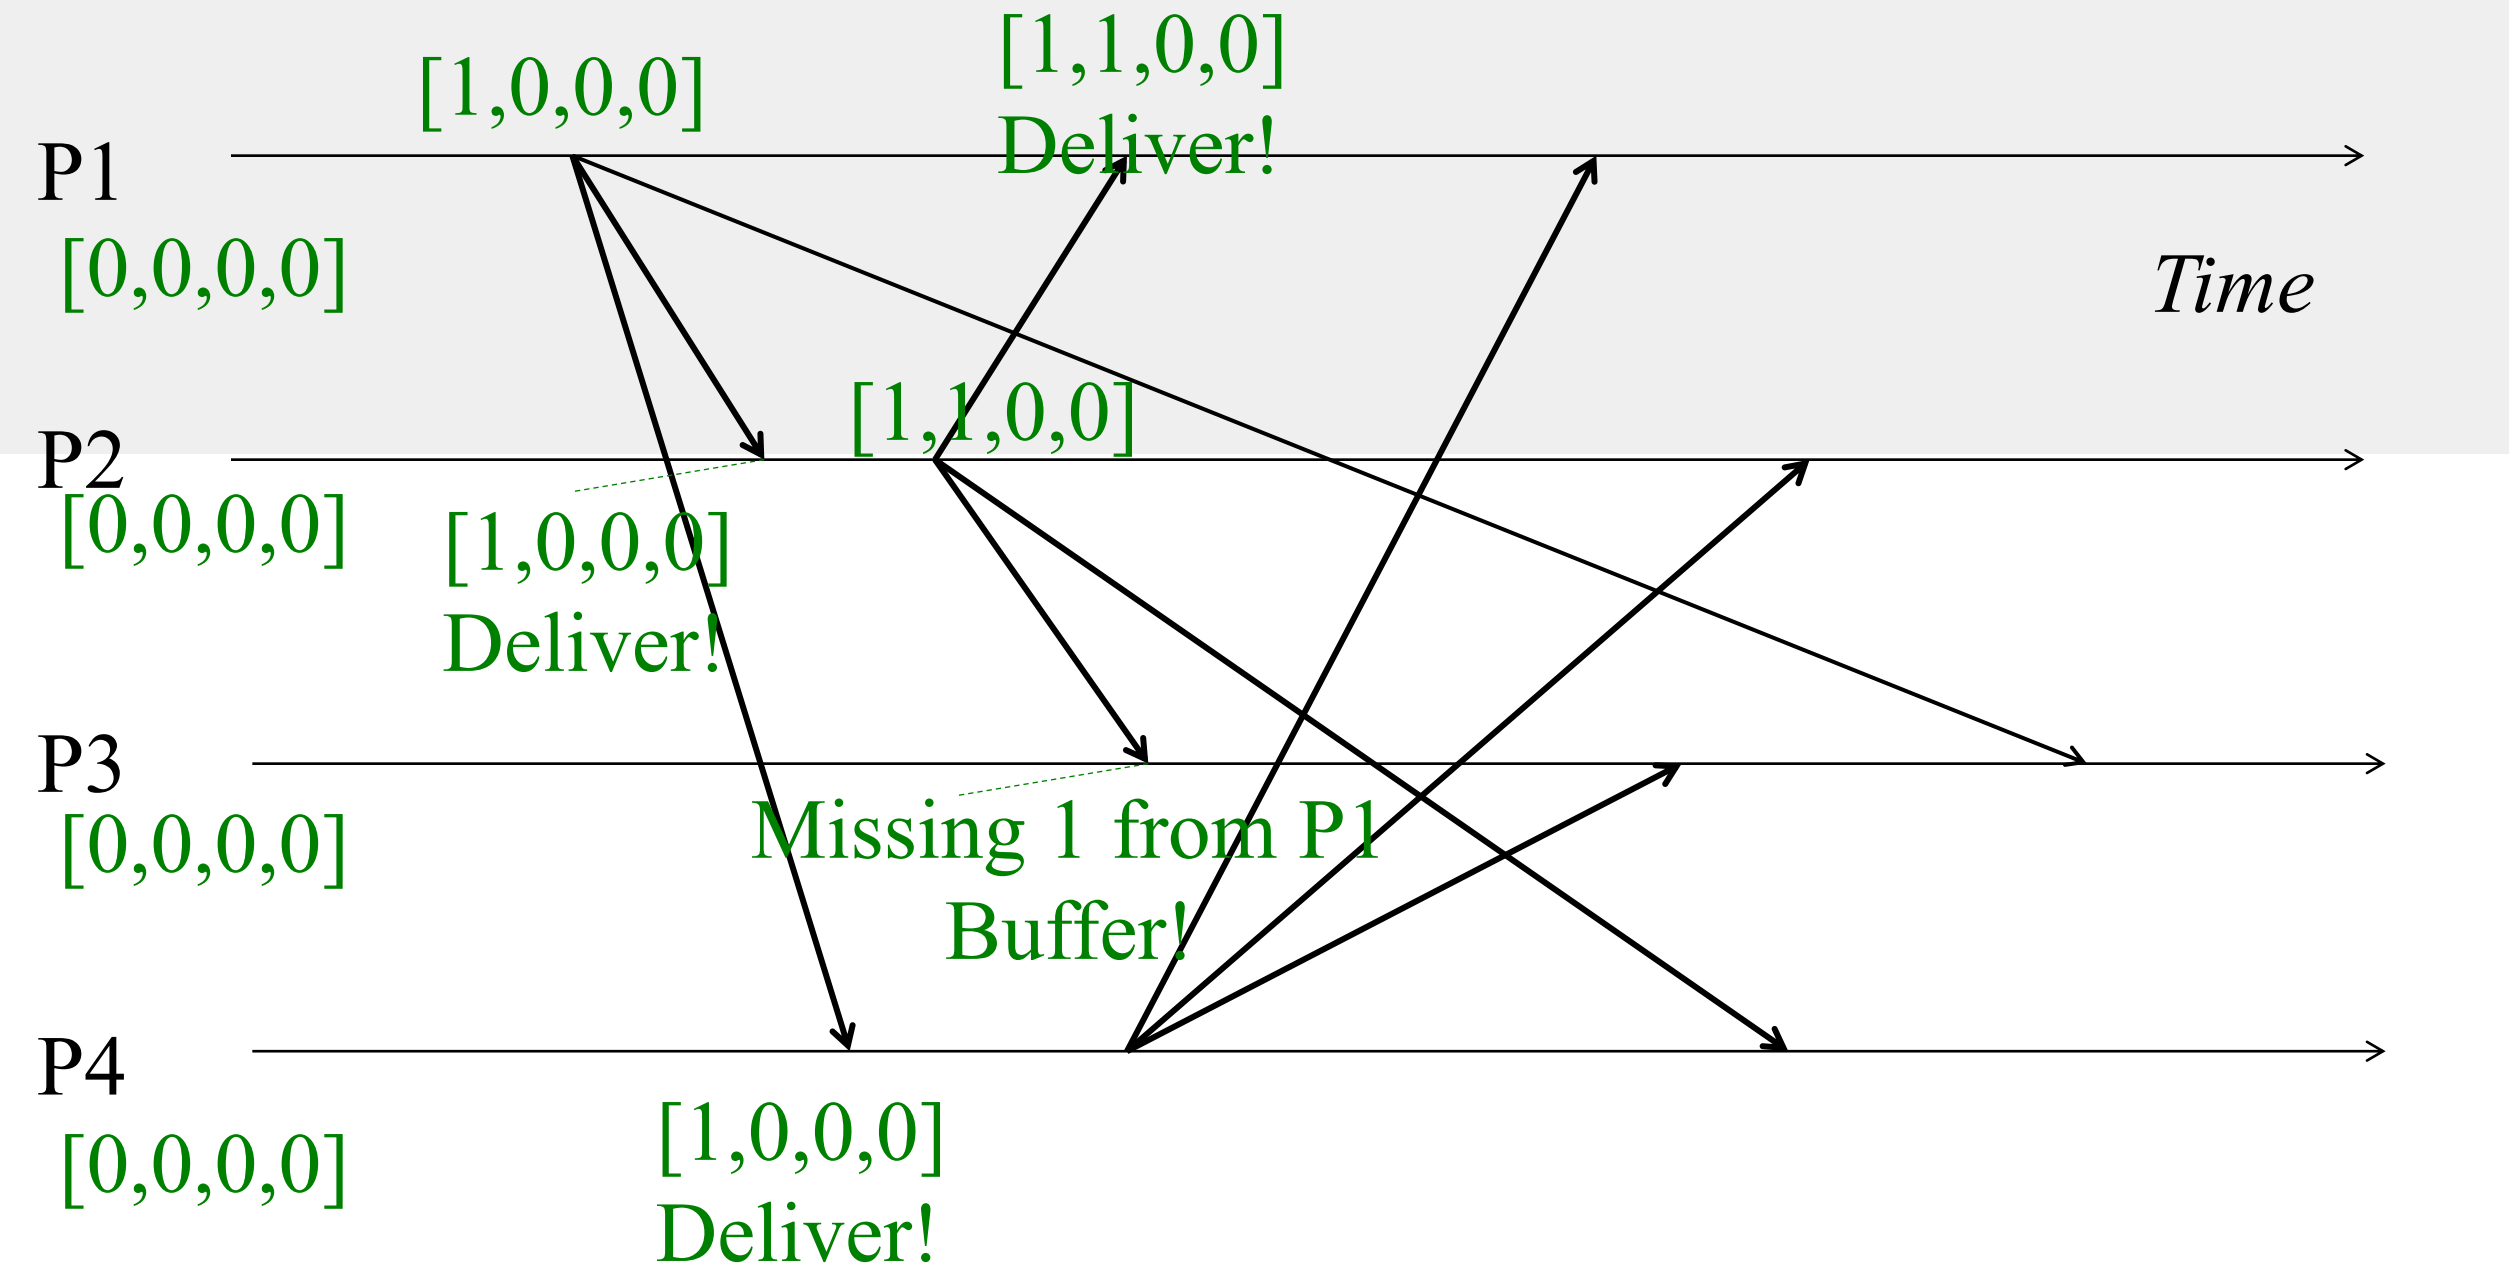 [1,1,0,0]
[1,0,0,0]
Deliver!
P1
[0,0,0,0]
Time
[1,1,0,0]
P2
[0,0,0,0]
[1,0,0,0]
Deliver!
P3
Missing 1 from P1
[0,0,0,0]
Buffer!
P4
[1,0,0,0]
[0,0,0,0]
Deliver!